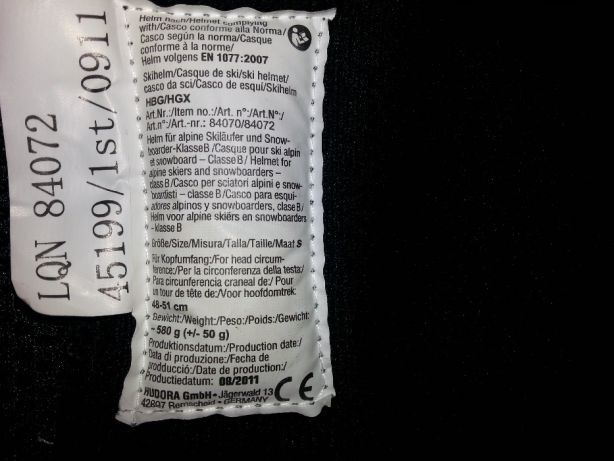 LQN 84072
45199/1st/0911
Helm nach/Helmet complying
with/Casco conforme alla Norma/
Casco según la norma/Casque
conforme à la norme/
Helm volgens EN 1077:2007
Skihelm/Casque de ski/ski helmet/
casco da sci/Casco de esqui/Skihelm
HBG/HGX
Art.Nr.:/Item no.:/Art. n°:/Art.N°:/
Art.n°:/Art.-nr.: 84070/84072
Helm für alpine Skiläufer und Snow-
boarder-KlasseB/Casque pour ski alpin
et snowboard – ClasseB/ Helmet for
alpine skiers and snowboarders –
class B/Casco per sciatori alpini e snow-
boardisti – classe B/Casco para esqui-
adores alpinos y snowboarders, clase B/
Helm voor alpine skiërs en snowboarders
- klasse B
Größe/Size/Misura/Talla/Taille/Maat S
Für Kopfumfang:/For head circum-
ference:/Per la circonferenza della testa:/
Para circumferencia craneal de:/ Pour
un tour de tête de:/Voor hoofdomtrek:
48-51 cm
Gewicht:/Weight:/Peso:/Poids:/Gewicht:
~ 580 g (+/- 50 g)
Produktionsdatum:/Production date:/
Data di produzione:/Fecha de
prodducció:/Date de production:/
Productiedatum: 08/2011
HUDORA GmbH • Jägerwald 13
42897 Remscheid • GERMANY
CE